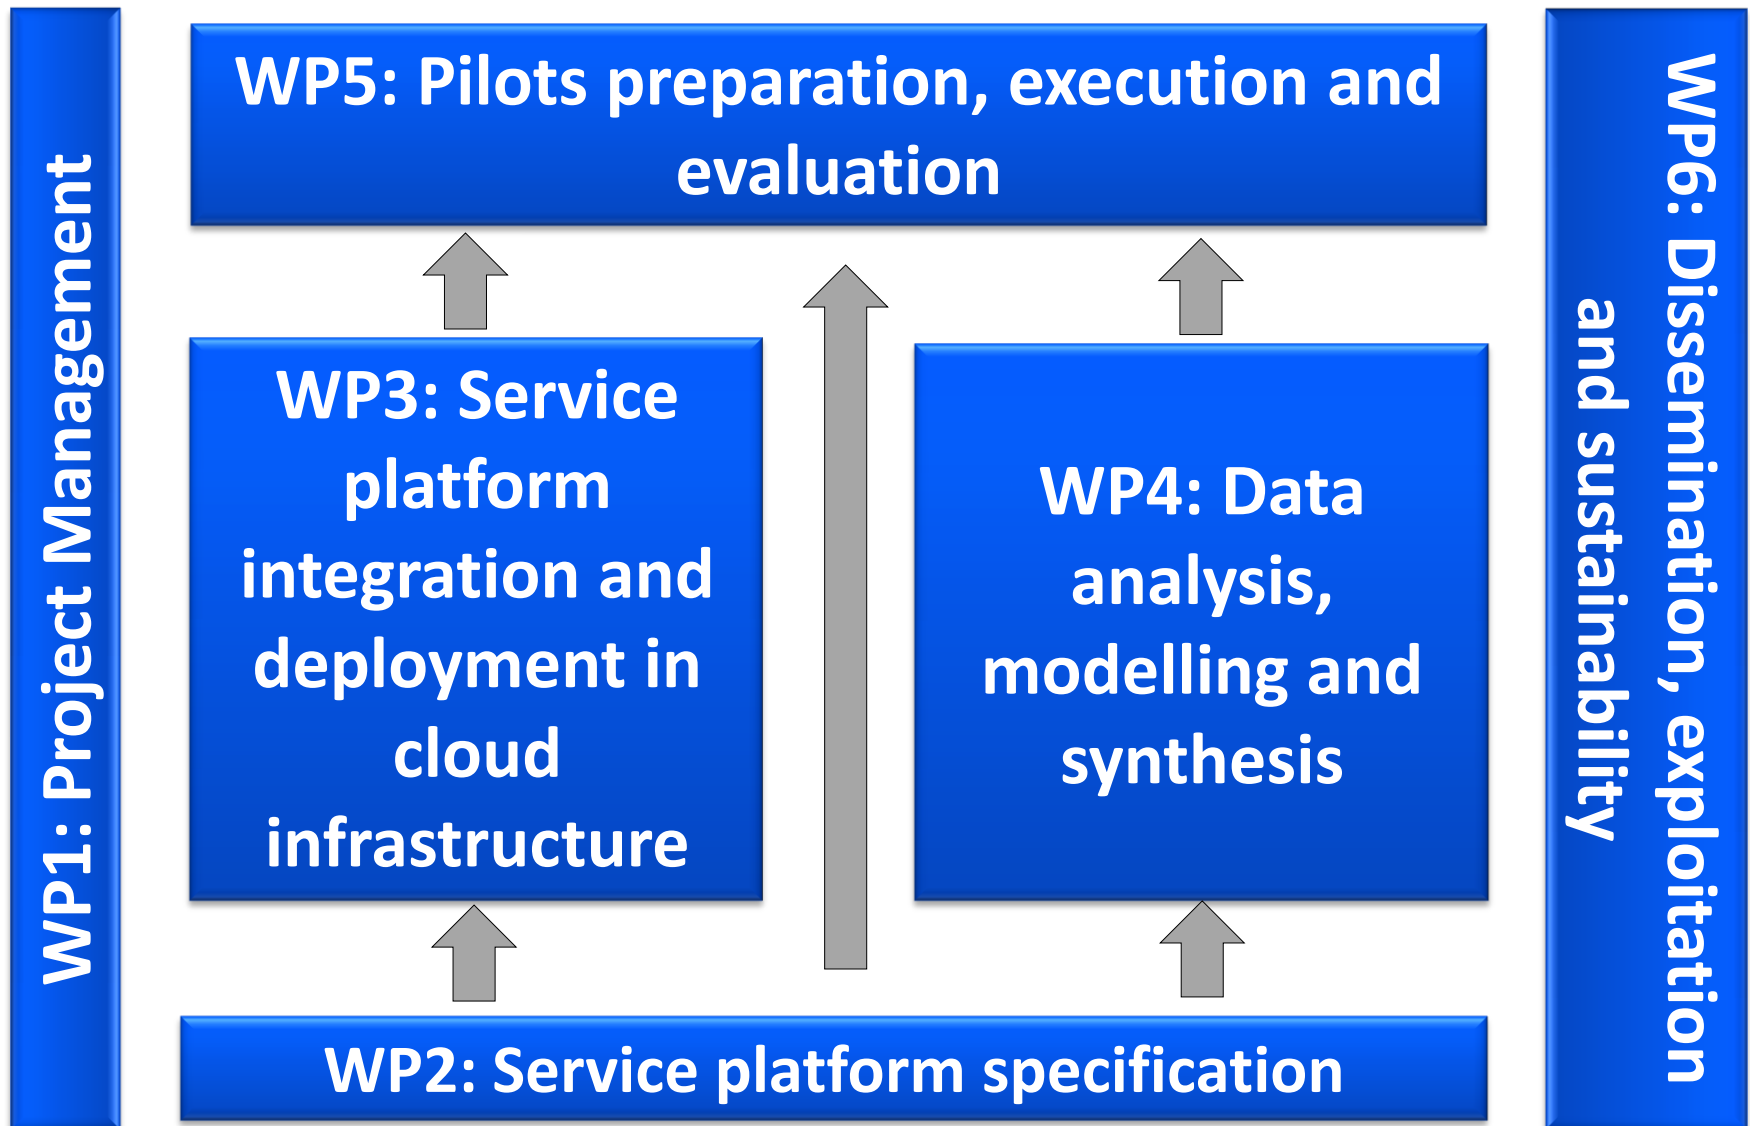 WP1: Project Management
WP5: Pilots preparation, execution and
evaluation
WP3: Service
platform
integration and
deployment in
cloud
infrastructure
WP4: Data
analysis,
modelling and
synthesis
WP2: Service platform specification
WP6: Dissemination, exploitation
and sustainability